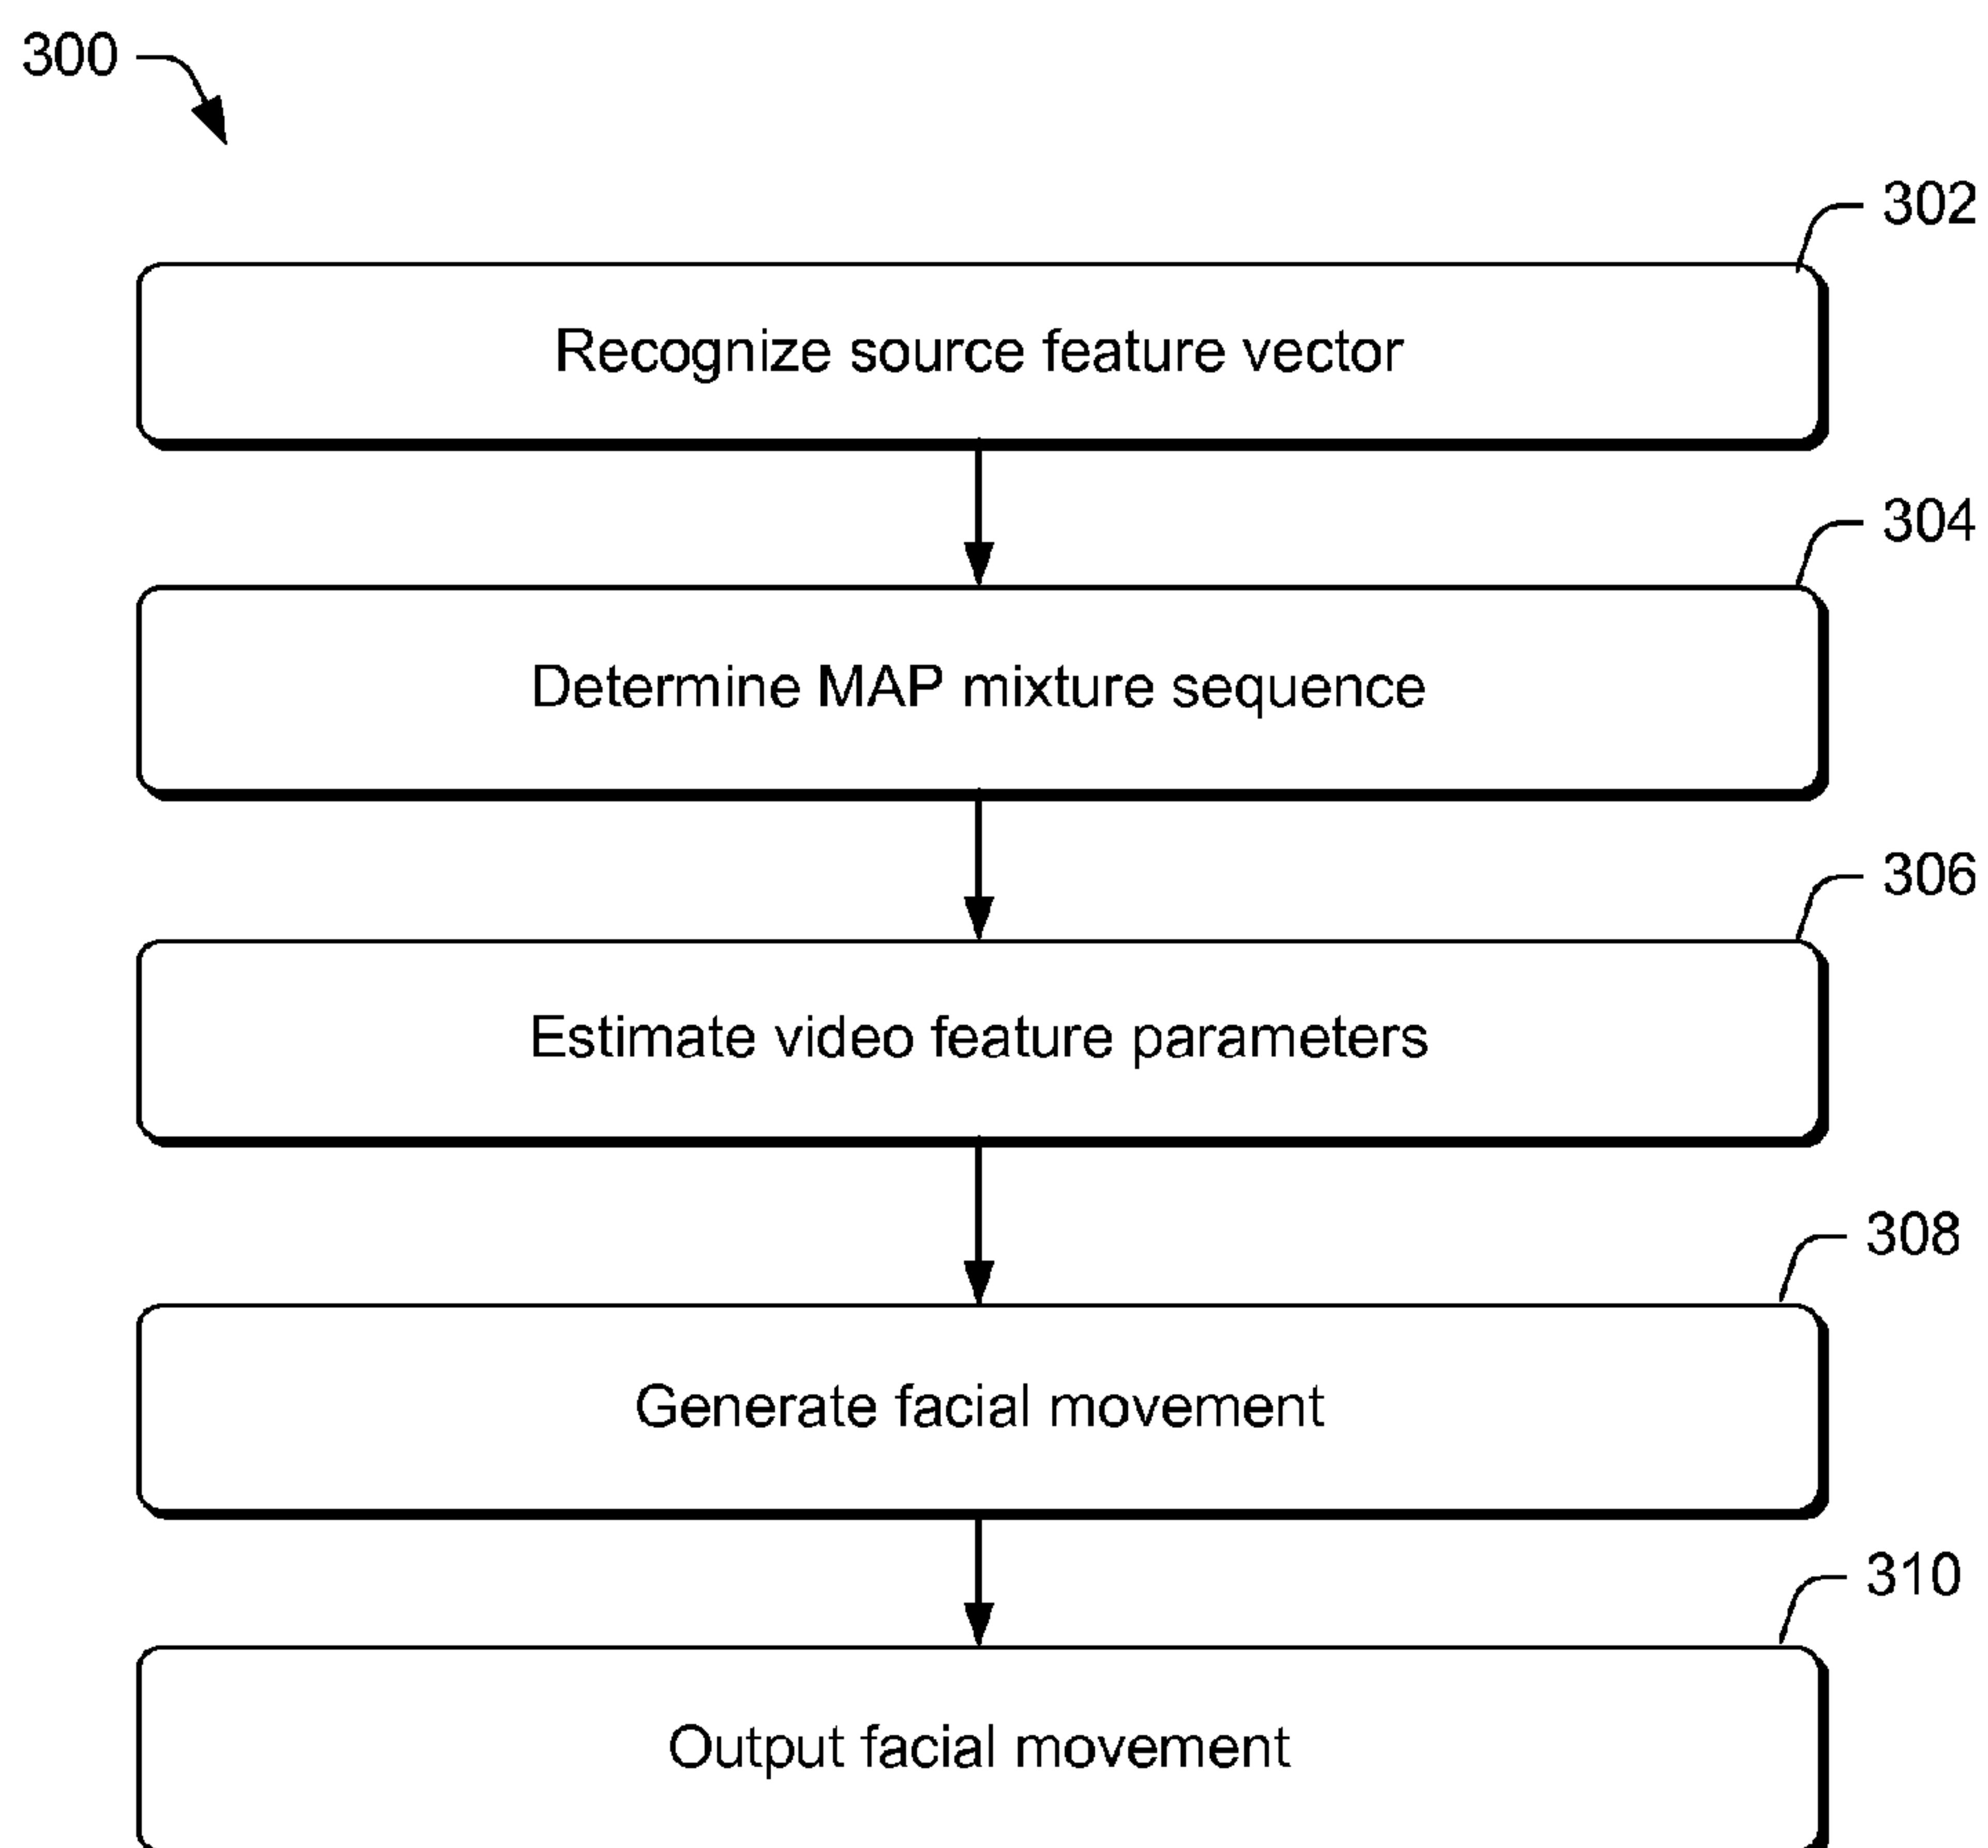 300
302
Recognize source feature vector
304
Determine MAP mixture sequence
306
Estimate video feature parameters
308
Generate facial movement
310
Output facial movement